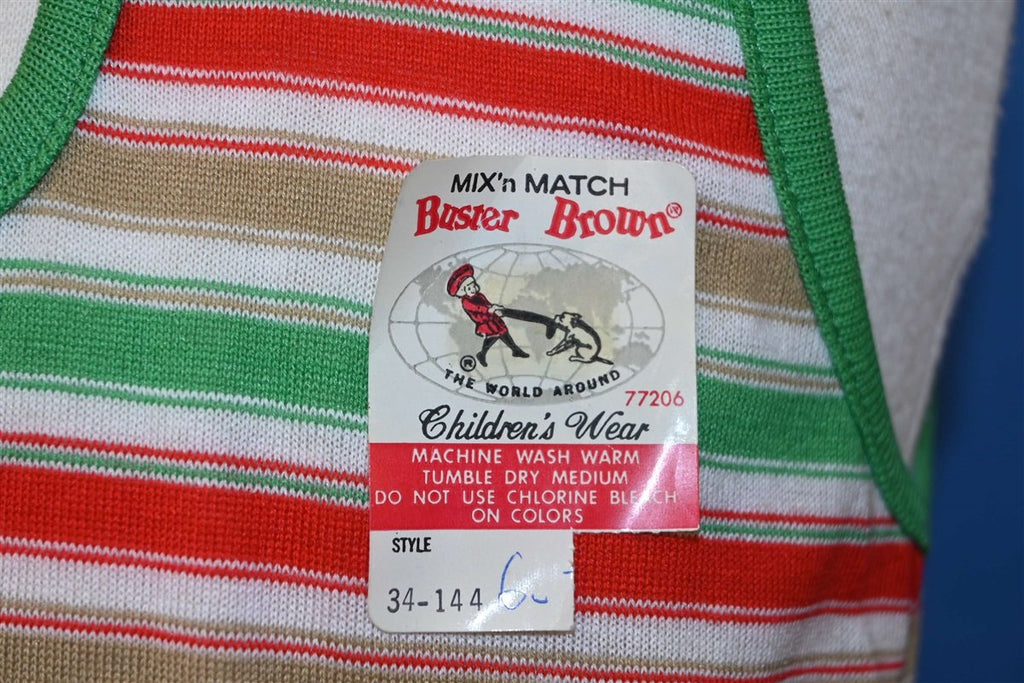 MIX'n MATCH
Buster Brown®
®
THE WORLD AROUND
77206
Children's Wear
MACHINE WASH WARM
TUMBLE DRY MEDIUM
DO NOT USE CHLORINE BLEACH
ON COLORS
STYLE
34-144 6